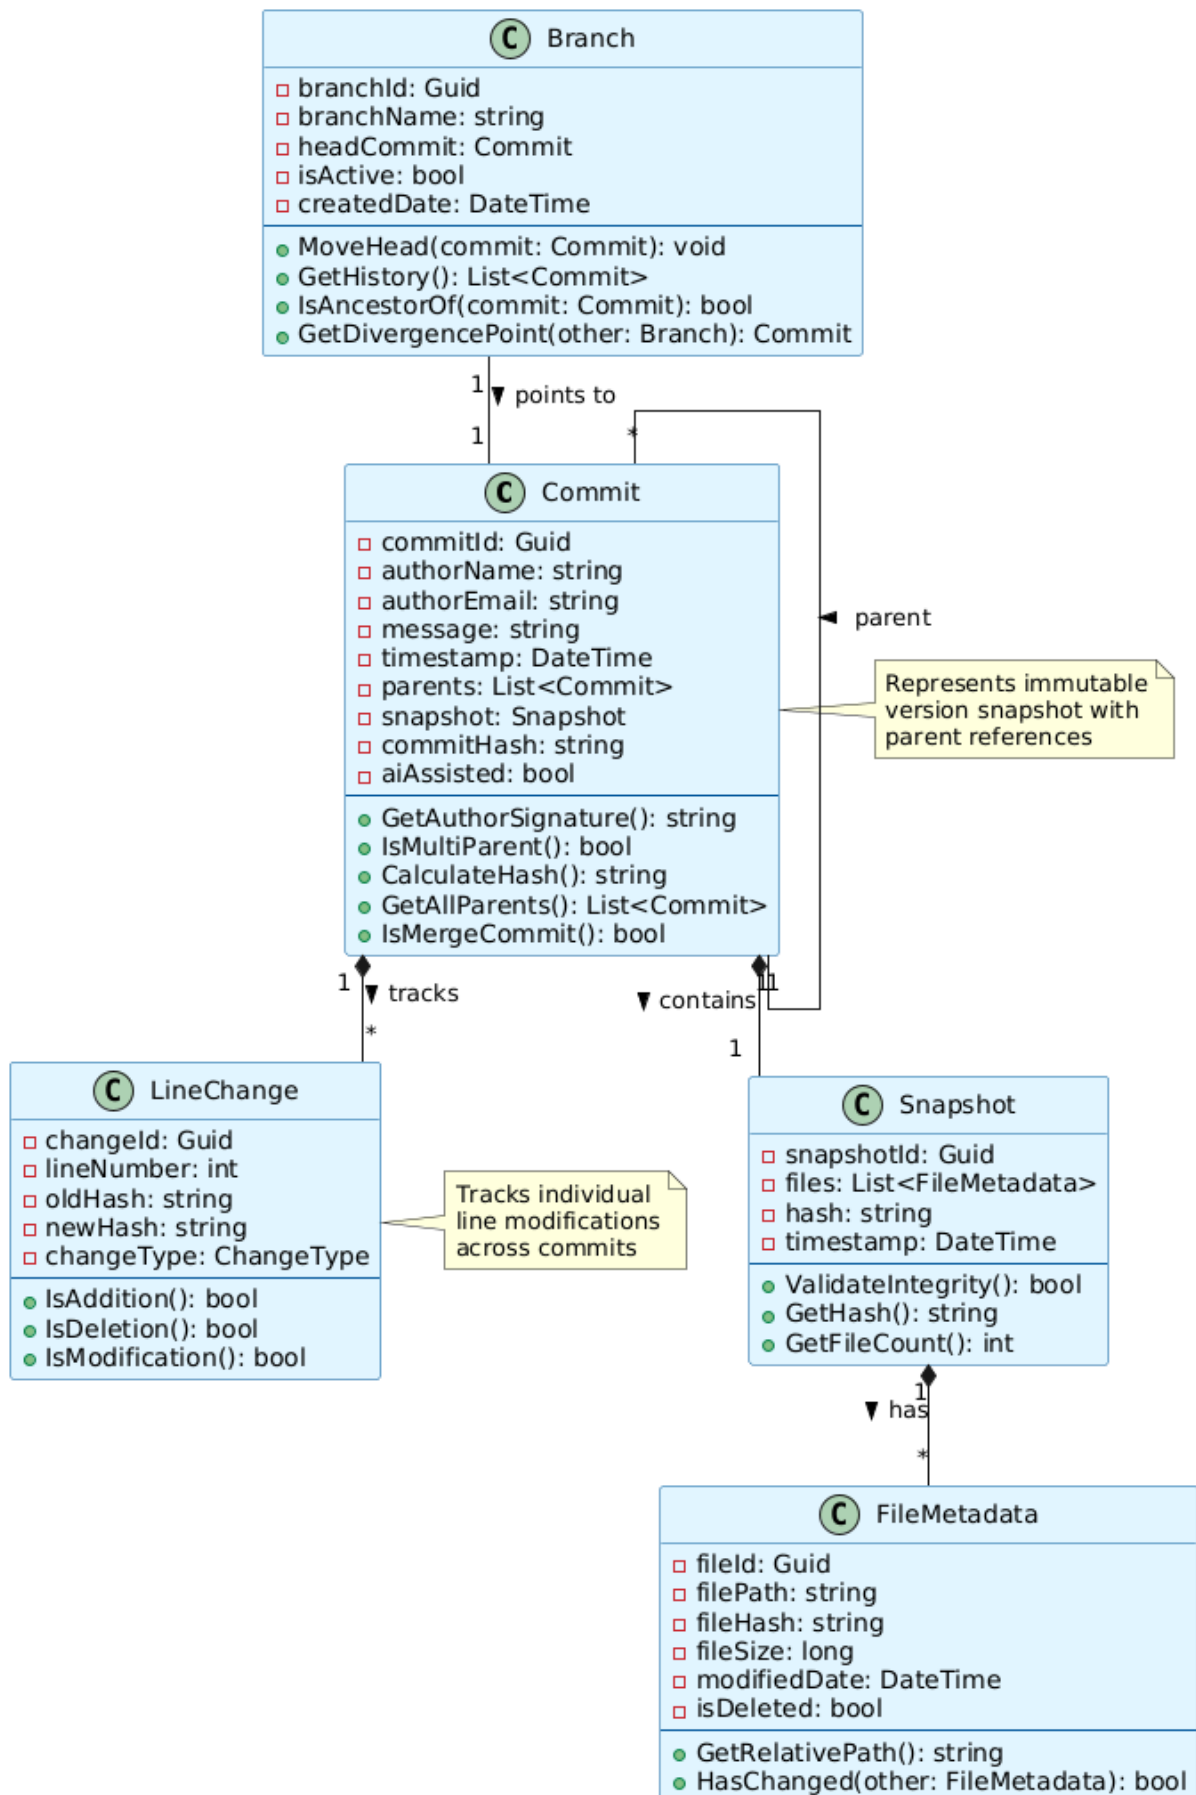 C Branch
branchId: Guid
branchName: string
headCommit: Commit
isActive: bool
createdDate: DateTime
MoveHead(commit: Commit): void
GetHistory(): List<Commit>
IsAncestorOf(commit: Commit): bool
GetDivergencePoint(other: Branch): Commit
1
points to
1
*
C Commit
commitId: Guid
authorName: string
authorEmail: string
message: string
timestamp: DateTime
parents: List<Commit>
snapshot: Snapshot
commitHash: string
aiAssisted: bool
GetAuthorSignature(): string
IsMultiParent(): bool
CalculateHash(): string
GetAllParents(): List<Commit>
IsMergeCommit(): bool
parent
Represents immutable
version snapshot with
parent references
1
tracks
*
1
1
contains
1
C LineChange
changeId: Guid
lineNumber: int
oldHash: string
newHash: string
changeType: ChangeType
IsAddition(): bool
IsDeletion(): bool
IsModification(): bool
Tracks individual
line modifications
across commits
C Snapshot
snapshotId: Guid
files: List<FileMetadata>
hash: string
timestamp: DateTime
ValidateIntegrity(): bool
GetHash(): string
GetFileCount(): int
1
has
*
C FileMetadata
fileId: Guid
filePath: string
fileHash: string
fileSize: long
modifiedDate: DateTime
isDeleted: bool
GetRelativePath(): string
HasChanged(other: FileMetadata): bool